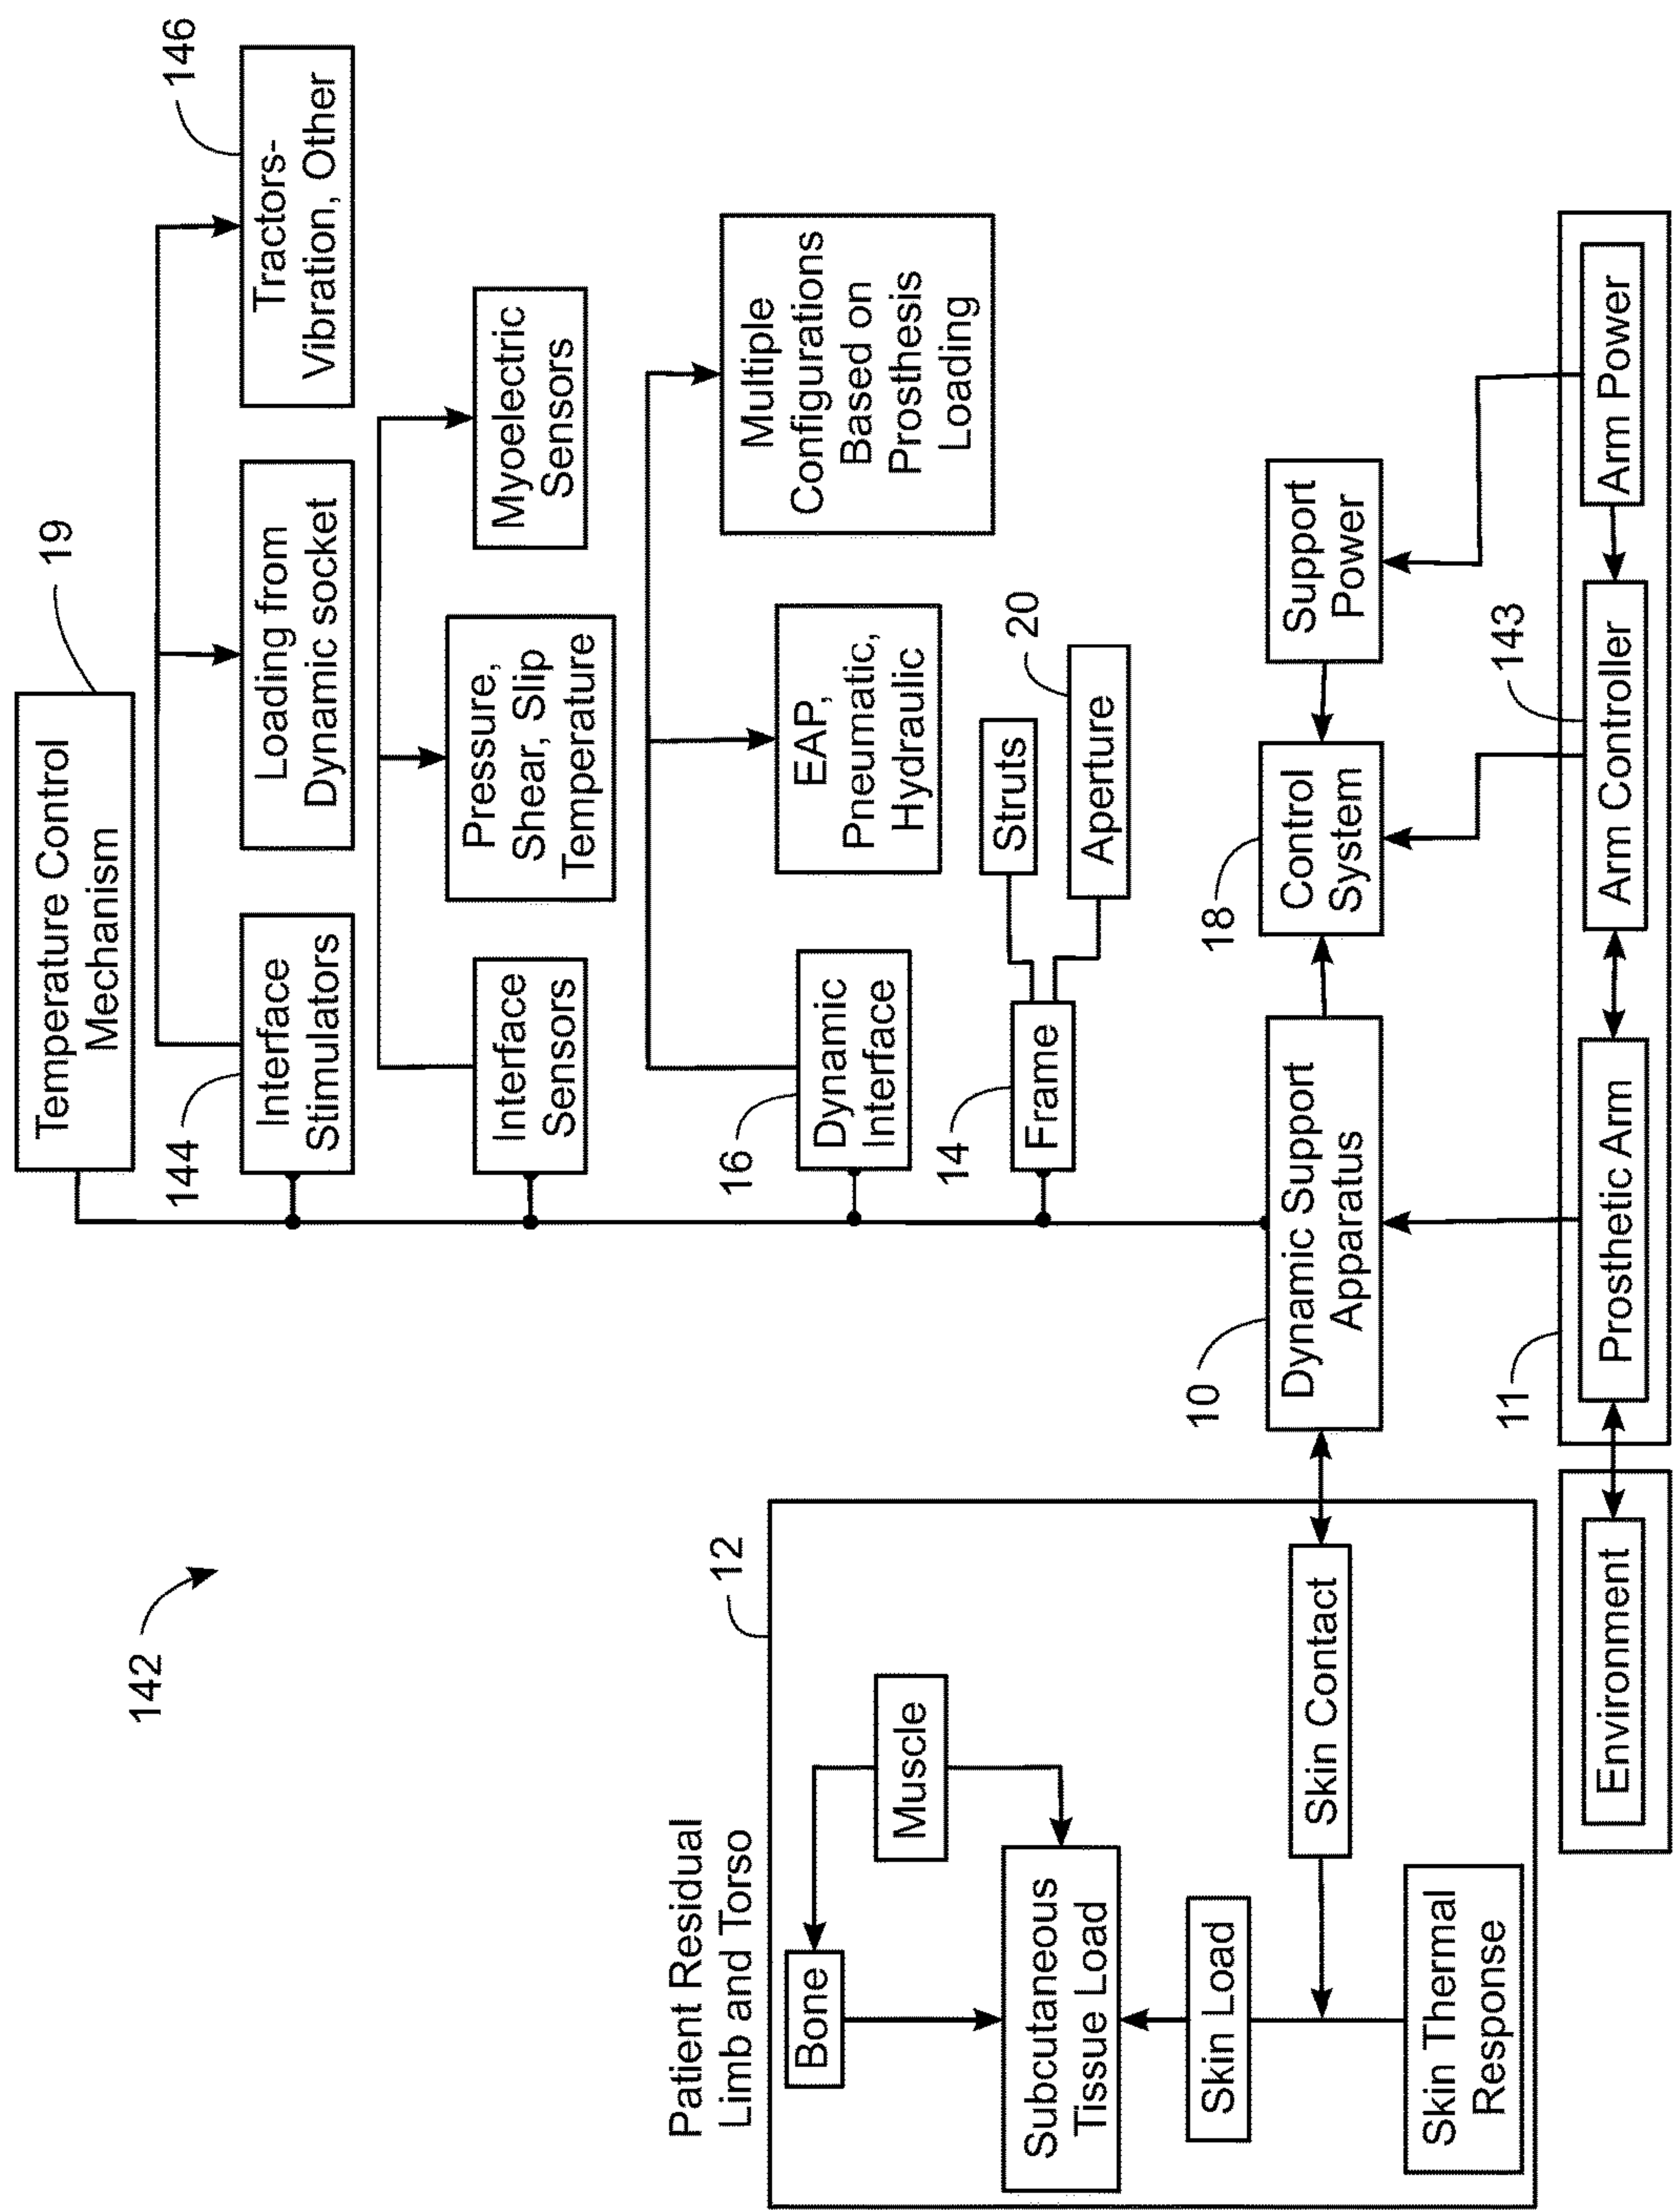 142
Temperature Control
Mechanism
19
144
Interface
Stimulators
Loading from
Dynamic socket
Tractors-
Vibration, Other
146
Interface
Sensors
Pressure,
Shear, Slip
Temperature
Myoelectric
Sensors
16
Dynamic
Interface
EAP,
Pneumatic,
Hydraulic
Multiple
Configurations
Based on
Prosthesis
Loading
14
Frame
Struts
Aperture
20
Patient Residual
Limb and Torso
12
Bone
Muscle
Subcutaneous
Tissue Load
Skin Load
Skin Contact
Skin Thermal
Response
10
Dynamic Support
Apparatus
18
Control
System
Support
Power
Environment
11
Prosthetic Arm
Arm Controller
143
Arm Power